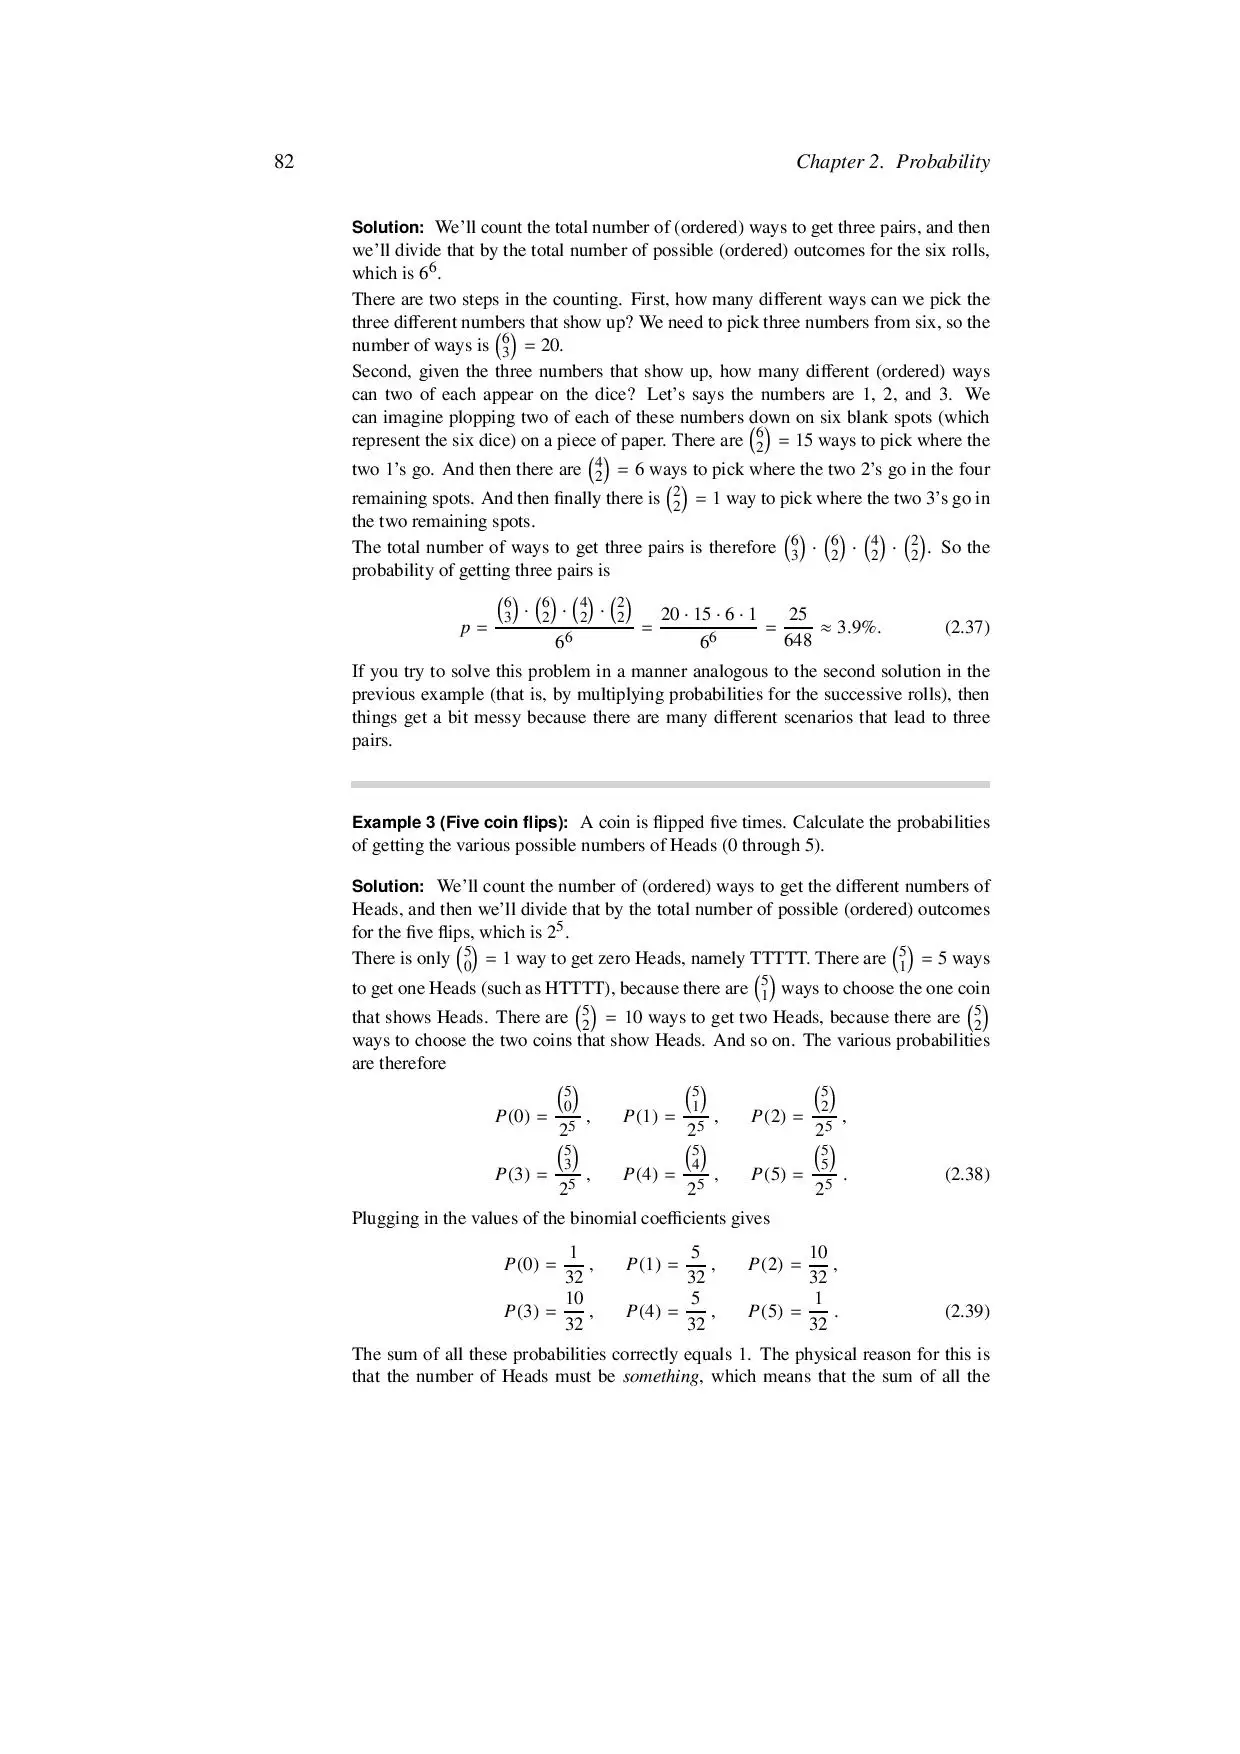 82
Chapter 2. Probability
Solution: We'll count the total number of (ordered) ways to get three pairs, and then
we'll divide that by the total number of possible (ordered) outcomes for the six rolls,
which is 6^6.
There are two steps in the counting. First, how many different ways can we pick the
three different numbers that show up? We need to pick three numbers from six, so the
number of ways is \binom{6}{3} = 20.
Second, given the three numbers that show up, how many different (ordered) ways
can two of each appear on the dice? Let's says the numbers are 1, 2, and 3. We
can imagine plopping two of each of these numbers down on six blank spots (which
represent the six dice) on a piece of paper. There are \binom{6}{2} = 15 ways to pick where the
two 1's go. And then there are \binom{4}{2} = 6 ways to pick where the two 2's go in the four
remaining spots. And then finally there is \binom{2}{2} = 1 way to pick where the two 3's go in
the two remaining spots.
The total number of ways to get three pairs is therefore \binom{6}{3} · \binom{6}{2} · \binom{4}{2} · \binom{2}{2}. So the
probability of getting three pairs is
p = \frac{\binom{6}{3} · \binom{6}{2} · \binom{4}{2} · \binom{2}{2}}{6^6} = \frac{20 · 15 · 6 · 1}{6^6} = \frac{25}{648} ≈ 3.9%. (2.37)
If you try to solve this problem in a manner analogous to the second solution in the
previous example (that is, by multiplying probabilities for the successive rolls), then
things get a bit messy because there are many different scenarios that lead to three
pairs.
Example 3 (Five coin flips): A coin is flipped five times. Calculate the probabilities
of getting the various possible numbers of Heads (0 through 5).
Solution: We'll count the number of (ordered) ways to get the different numbers of
Heads, and then we'll divide that by the total number of possible (ordered) outcomes
for the five flips, which is 2^5.
There is only \binom{5}{0} = 1 way to get zero Heads, namely TTTTT. There are \binom{5}{1} = 5 ways
to get one Heads (such as HTTTT), because there are \binom{5}{1} ways to choose the one coin
that shows Heads. There are \binom{5}{2} = 10 ways to get two Heads, because there are \binom{5}{2}
ways to choose the two coins that show Heads. And so on. The various probabilities
are therefore
P(0) = \frac{\binom{5}{0}}{2^5}, P(1) = \frac{\binom{5}{1}}{2^5}, P(2) = \frac{\binom{5}{2}}{2^5},
P(3) = \frac{\binom{5}{3}}{2^5}, P(4) = \frac{\binom{5}{4}}{2^5}, P(5) = \frac{\binom{5}{5}}{2^5}. (2.38)
Plugging in the values of the binomial coefficients gives
P(0) = \frac{1}{32}, P(1) = \frac{5}{32}, P(2) = \frac{10}{32},
P(3) = \frac{10}{32}, P(4) = \frac{5}{32}, P(5) = \frac{1}{32}. (2.39)
The sum of all these probabilities correctly equals 1. The physical reason for this is
that the number of Heads must be something, which means that the sum of all the